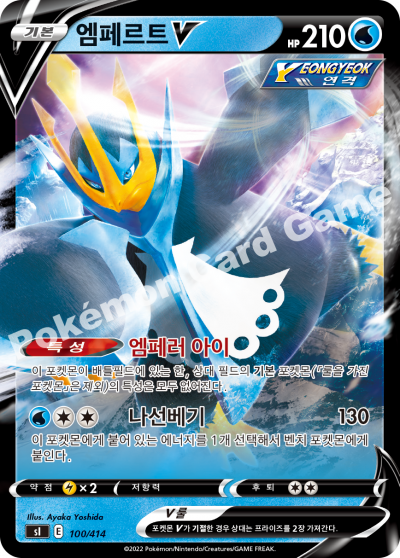 기본 엠페르트 V HP 210
YEONGYEOK
연격
Pokémon Card Game
특성 엠페러 아이
이 포켓몬이 배틀필드에 있는 한, 상대 필드의 기본 포켓몬(「룰을 가진
포켓몬」은 제외)의 특성은 모두 없어진다.
나선베기 130
이 포켓몬에게 붙어 있는 에너지를 1개 선택해서 벤치 포켓몬에게
붙인다.
약점 ×2 저항력 후퇴
Illus. Ayaka Yoshida
sI E 100/414
V룰
포켓몬 V가 기절한 경우 상대는 프라이즈를 2장 가져간다.
©2022 Pokémon/Nintendo/Creatures/GAME FREAK.